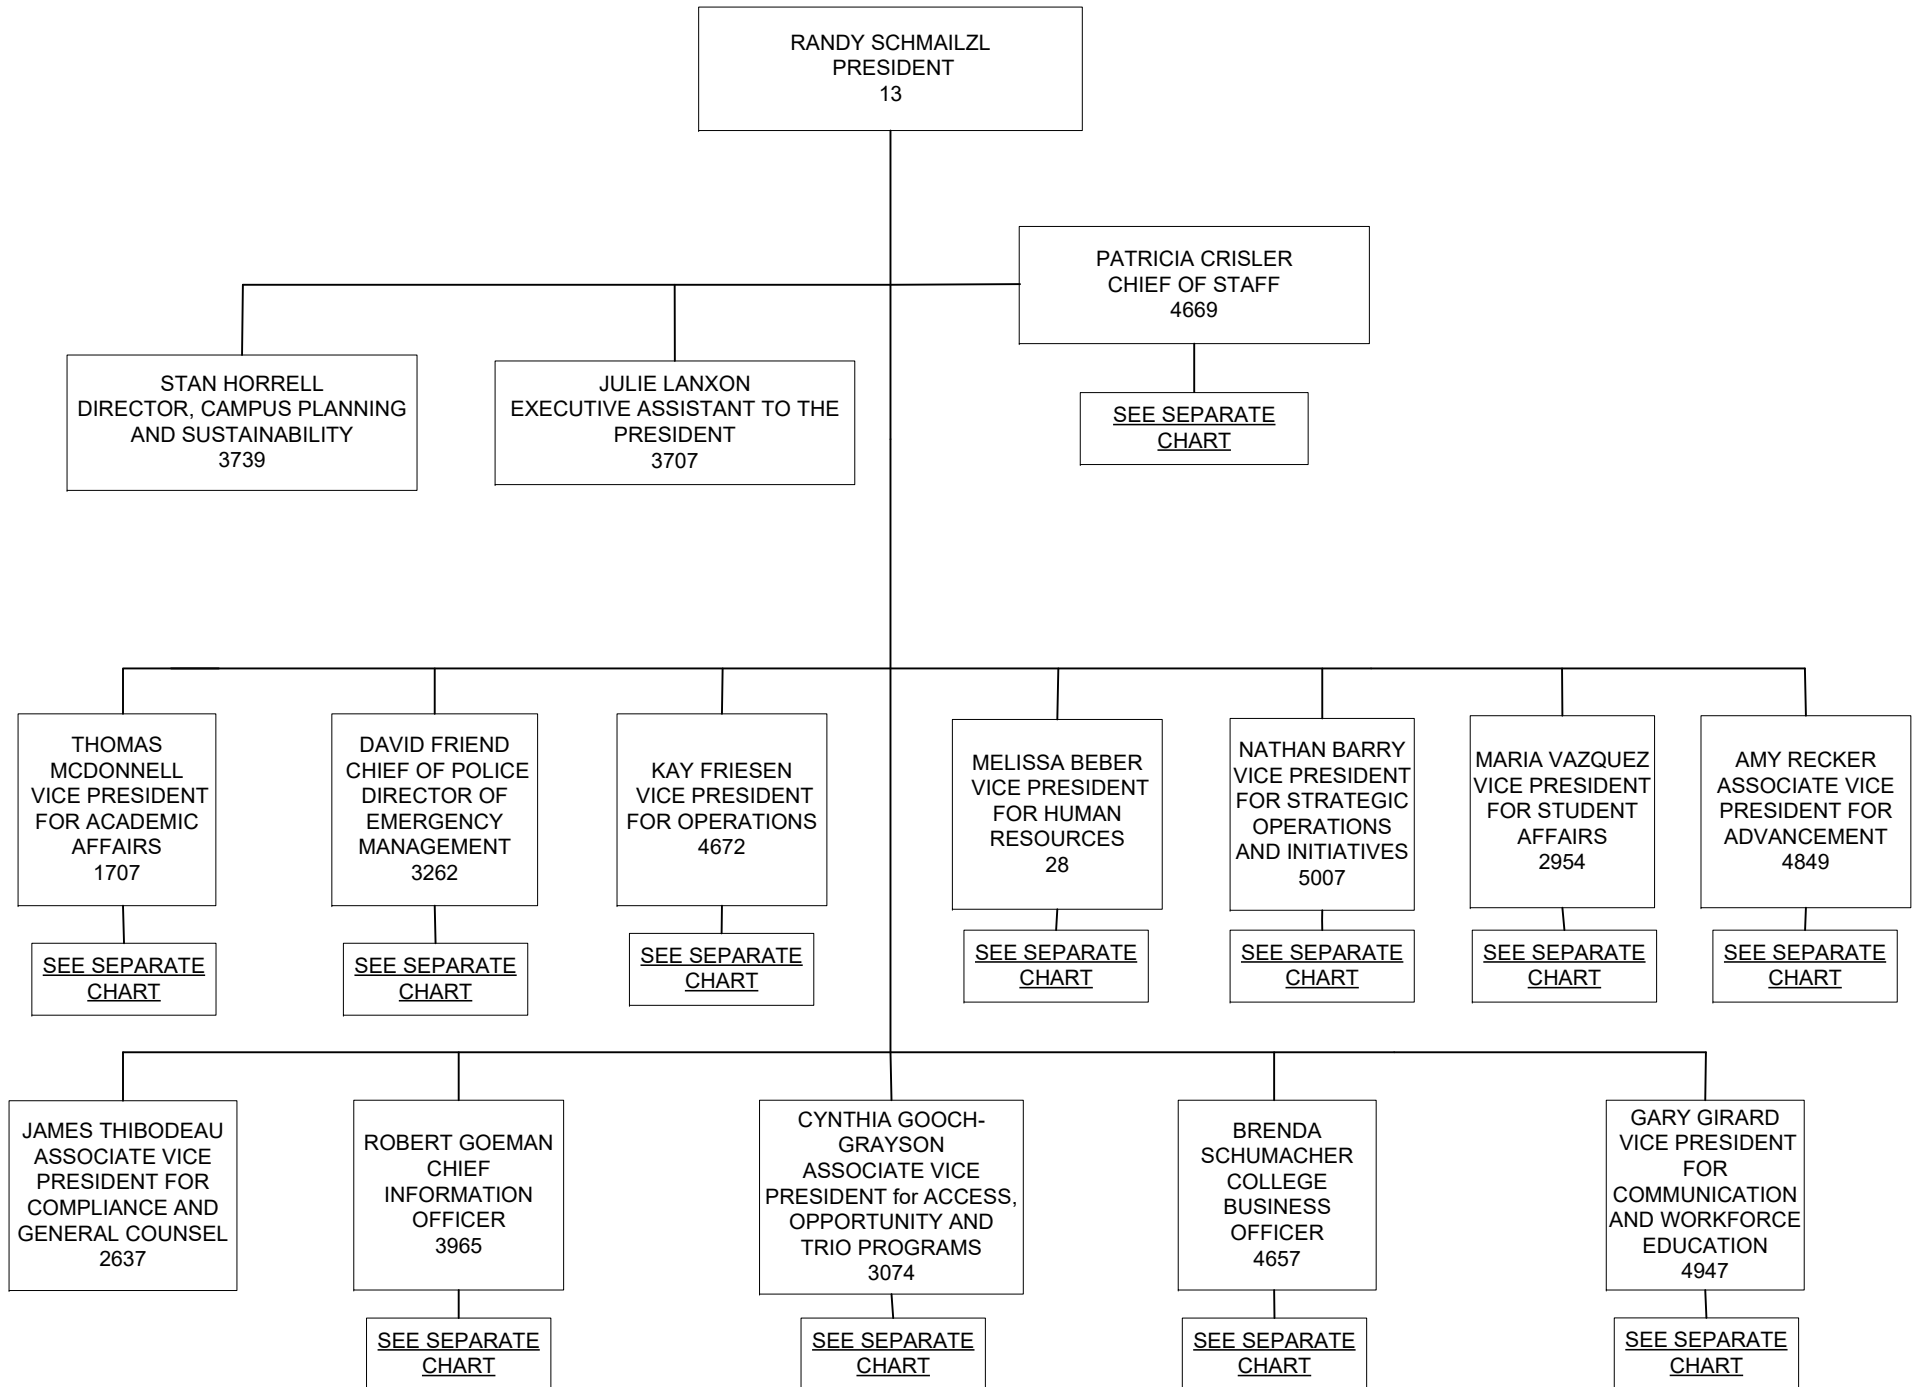 RANDY SCHMAILZL
PRESIDENT
13
PATRICIA CRISLER
CHIEF OF STAFF
4669
SEE SEPARATE
CHART
STAN HORRELL
DIRECTOR, CAMPUS PLANNING
AND SUSTAINABILITY
3739
JULIE LANXON
EXECUTIVE ASSISTANT TO THE
PRESIDENT
3707
THOMAS
MCDONNELL
VICE PRESIDENT
FOR ACADEMIC
AFFAIRS
1707
SEE SEPARATE
CHART
DAVID FRIEND
CHIEF OF POLICE
DIRECTOR OF
EMERGENCY
MANAGEMENT
3262
SEE SEPARATE
CHART
KAY FRIESEN
VICE PRESIDENT
FOR OPERATIONS
4672
SEE SEPARATE
CHART
MELISSA BEBER
VICE PRESIDENT
FOR HUMAN
RESOURCES
28
SEE SEPARATE
CHART
NATHAN BARRY
VICE PRESIDENT
FOR STRATEGIC
OPERATIONS
AND INITIATIVES
5007
SEE SEPARATE
CHART
MARIA VAZQUEZ
VICE PRESIDENT
FOR STUDENT
AFFAIRS
2954
SEE SEPARATE
CHART
AMY RECKER
ASSOCIATE VICE
PRESIDENT FOR
ADVANCEMENT
4849
SEE SEPARATE
CHART
JAMES THIBODEAU
ASSOCIATE VICE
PRESIDENT FOR
COMPLIANCE AND
GENERAL COUNSEL
2637
ROBERT GOEMAN
CHIEF
INFORMATION
OFFICER
3965
SEE SEPARATE
CHART
CYNTHIA GOOCH-
GRAYSON
ASSOCIATE VICE
PRESIDENT for ACCESS,
OPPORTUNITY AND
TRIO PROGRAMS
3074
SEE SEPARATE
CHART
BRENDA
SCHUMACHER
COLLEGE
BUSINESS
OFFICER
4657
SEE SEPARATE
CHART
GARY GIRARD
VICE PRESIDENT
FOR
COMMUNICATION
AND WORKFORCE
EDUCATION
4947
SEE SEPARATE
CHART